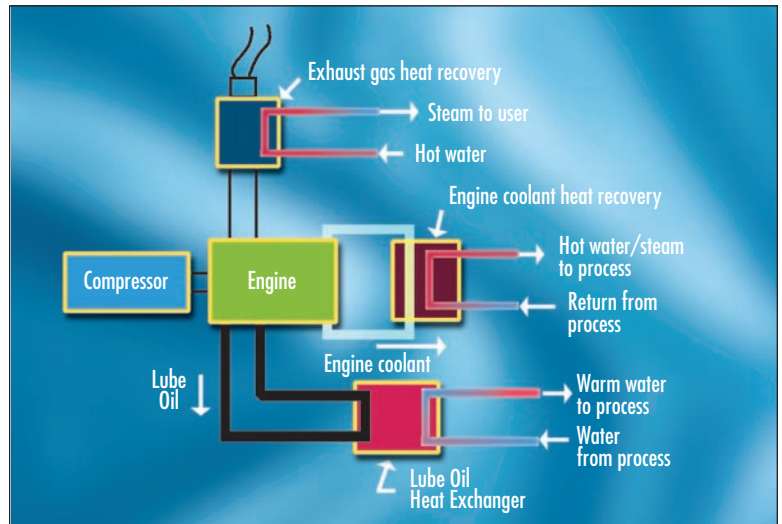 Exhaust gas heat recovery
Steam to user
Hot water
Engine coolant heat recovery
Hot water/steam
to process
Compressor
Engine
Return from
process
Engine coolant
Lube
Oil
Warm water
to process
Water
from process
Lube Oil
Heat Exchanger